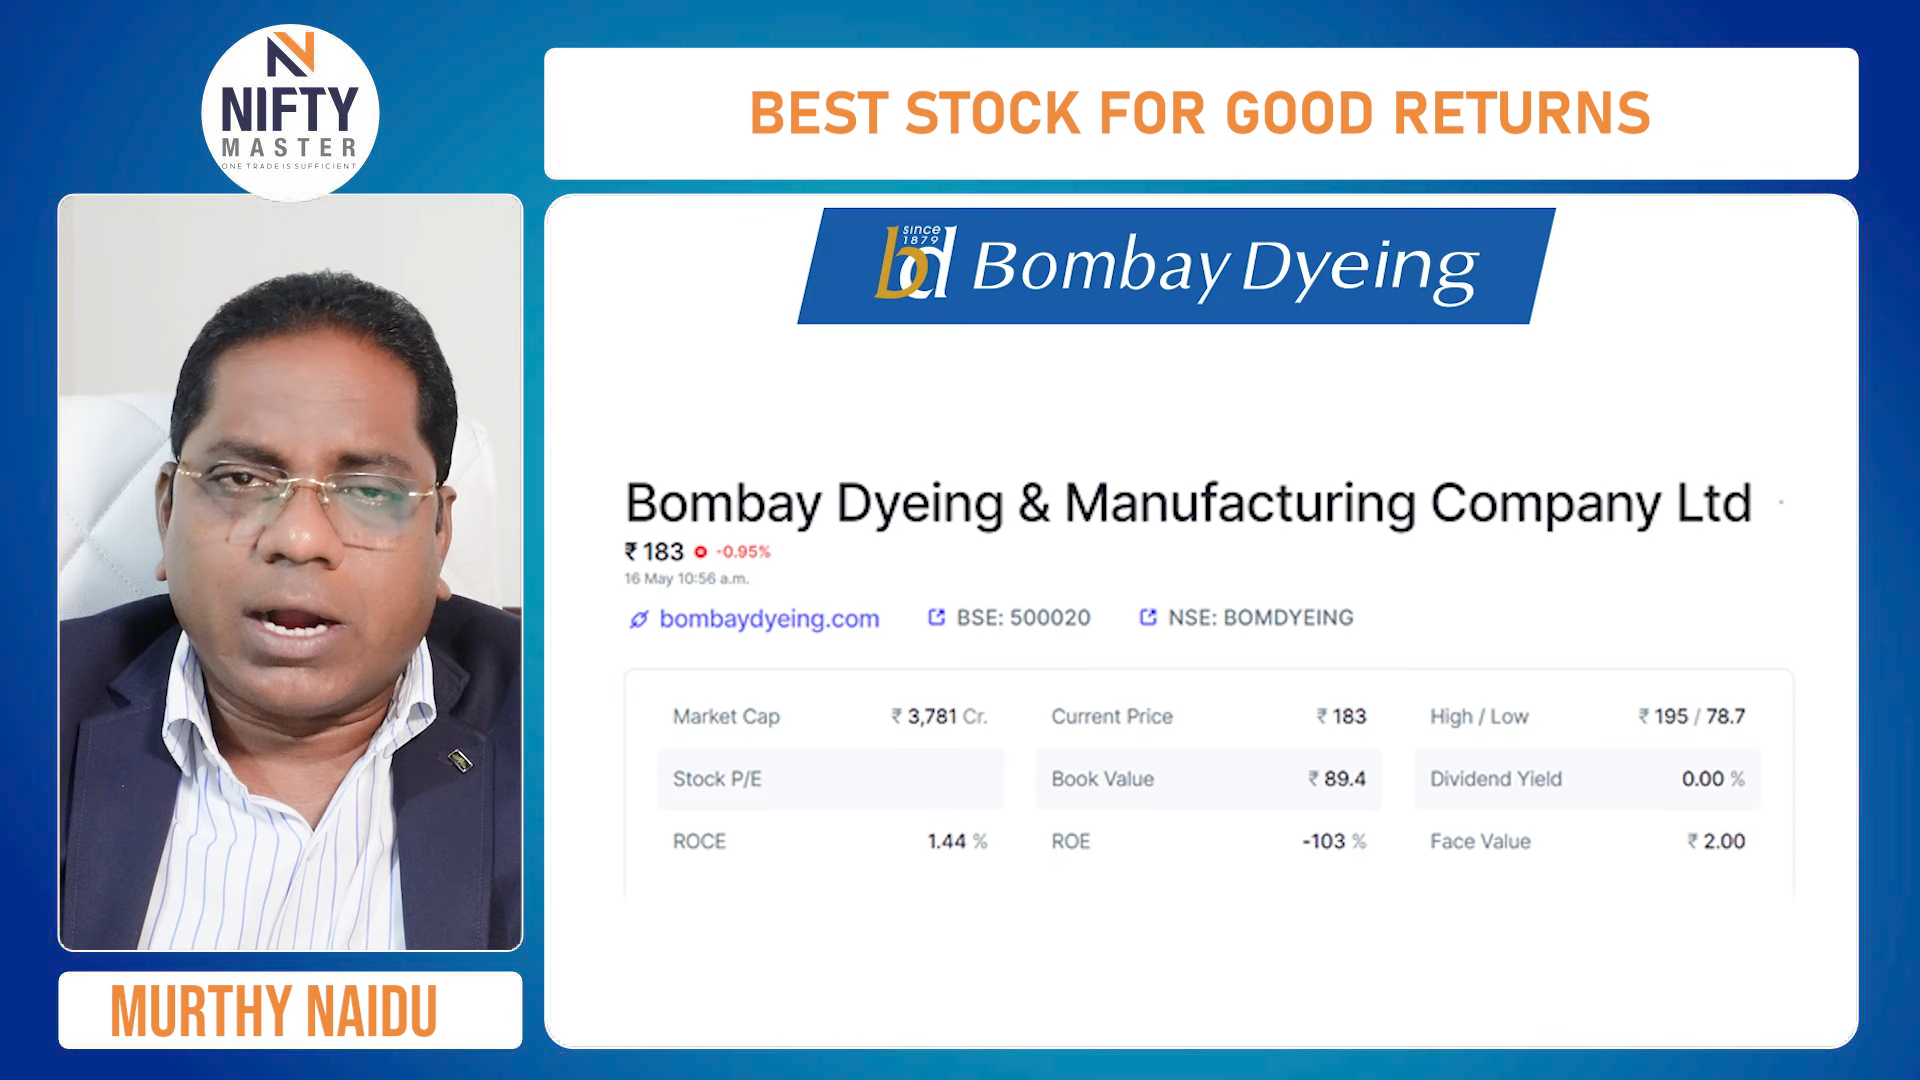 NIFTY
MASTER
ONE TRADE IS SUFFICIENT
BEST STOCK FOR GOOD RETURNS
since
1879
bd Bombay Dyeing
Bombay Dyeing & Manufacturing Company Ltd
₹ 183 -0.95%
16 May 10:56 a.m.
bombaydyeing.com BSE: 500020 NSE: BOMDYEING
Market Cap ₹ 3,781 Cr. Current Price ₹ 183 High / Low ₹ 195 / 78.7
Stock P/E Book Value ₹ 89.4 Dividend Yield 0.00 %
ROCE 1.44 % ROE -103 % Face Value ₹ 2.00
MURTHY NAIDU